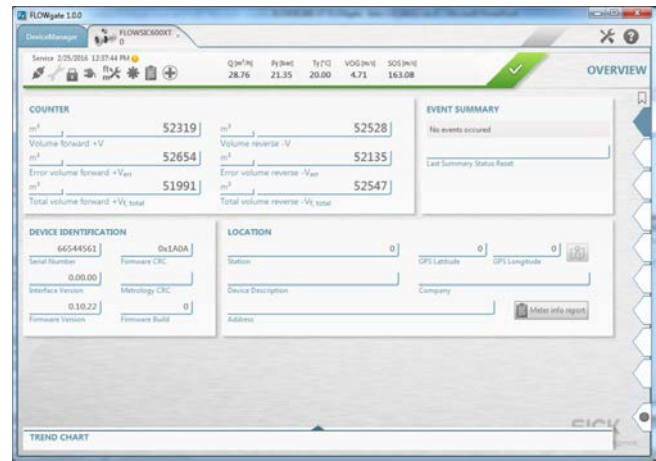 FLOWgate 1.0.0
DeviceManager FLOWSIC600XT
0
Service 2/25/2016 12:37:44 PM
Q [m³/h] Pγ [bar] Tγ [°C] VOG [m/s] SOS [m/s]
28.76 21.35 20.00 4.71 163.08
OVERVIEW
COUNTER
m³ 52319 m³ 52528
Volume forward +V Volume reverse -V
m³ 52654 m³ 52135
Error volume forward +Verr Error volume reverse -Verr
m³ 51991 m³ 52547
Total volume forward +Vt, total Total volume reverse -Vt, total
EVENT SUMMARY
No events occured
Last Summary Status Reset
DEVICE IDENTIFICATION
66544561 0x1A0A
Serial Number Firmware CRC
0.00.00
Interface Version Metrology CRC
0.10.22 0
Firmware Version Firmware Build
LOCATION
0 0 0
Station GPS Latitude GPS Longitude
Device Description Company
Meter info report
Address
SICK
TREND CHART